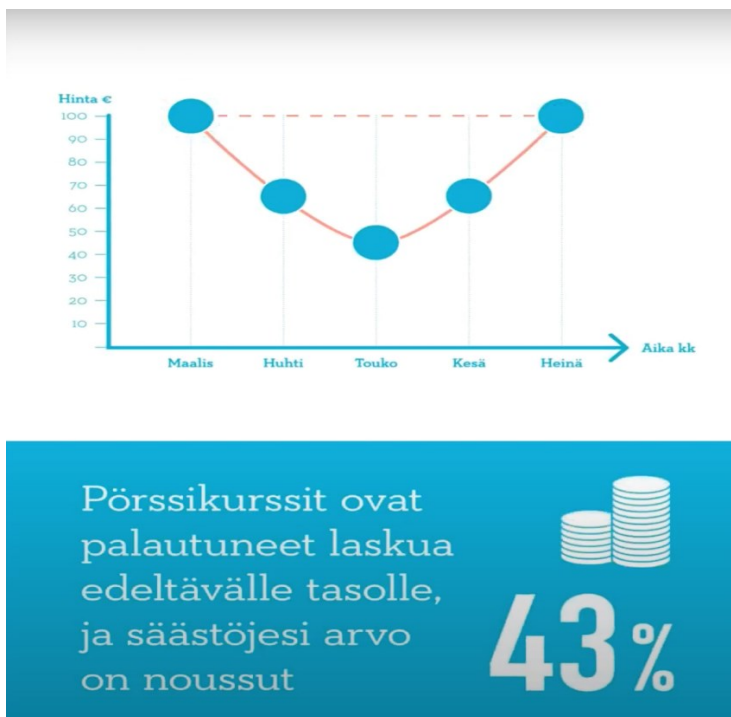 Hinta €
100
90
80
70
60
50
40
30
20
10
Aika kk
Maalis Huhti Touko Kesä Heinä
Pörssikurssit ovat
palautuneet laskua
edeltävälle tasolle,
ja säästöjesi arvo
on noussut
43%